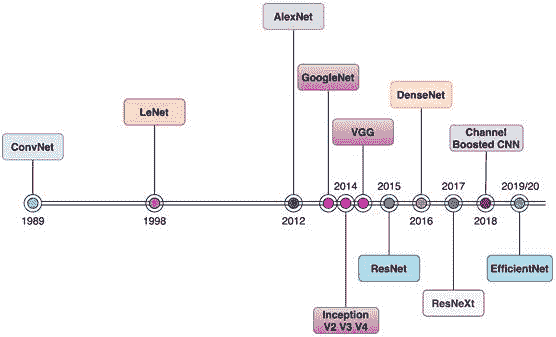 AlexNet
GoogleNet
LeNet
VGG
DenseNet
ConvNet
Channel
Boosted CNN
2014
2015
2017
2019/20
1989
1998
2012
2016
2018
ResNet
EfficientNet
ResNeXt
Inception
V2 V3 V4